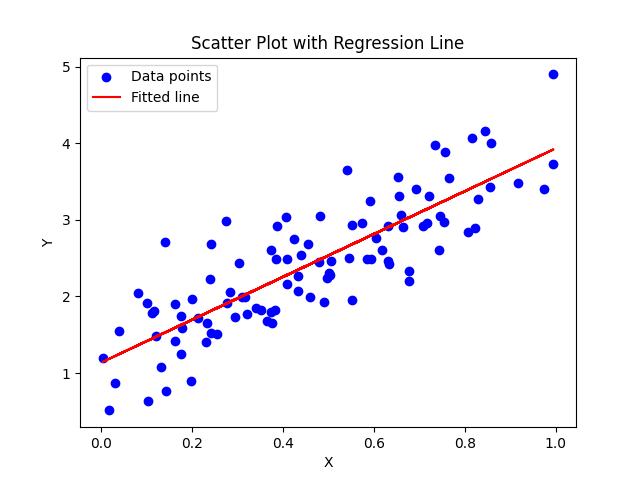 Scatter Plot with Regression Line
Data points
Fitted line
5
4
3
2
1
Y
0.0 0.2 0.4 0.6 0.8 1.0
X